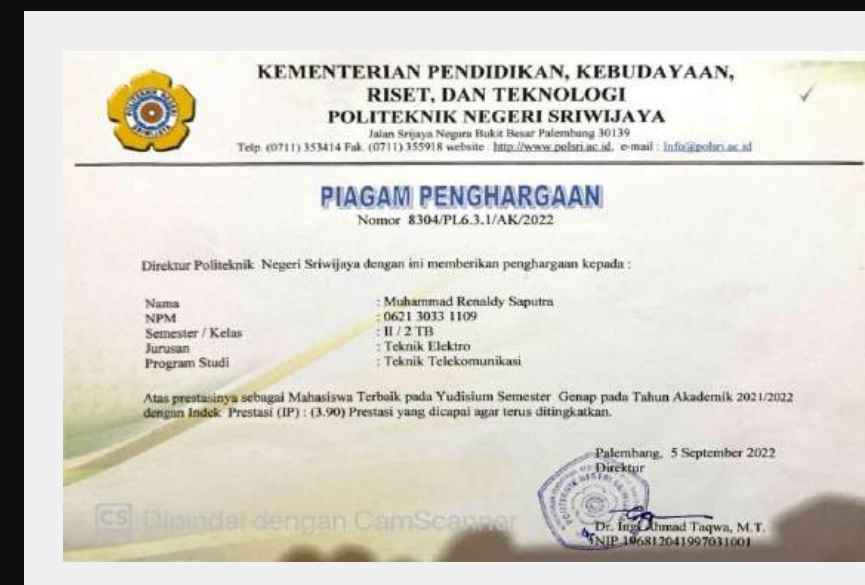 KEMENTERIAN PENDIDIKAN, KEBUDAYAAN,
RISET, DAN TEKNOLOGI
POLITEKNIK NEGERI SRIWIJAYA
Jalan Srijaya Negara Bukit Besar Palembang 30139
Telp. (0711) 353414 Fak. (0711) 355918 website : http://www.polsri.ac.id, e-mail : Info@polsri.ac.id
PIAGAM PENGHARGAAN
Nomor 8304/PL6.3.1/AK/2022
Direktur Politeknik Negeri Sriwijaya dengan ini memberikan penghargaan kepada :
Nama : Muhammad Renaldy Saputra
NPM : 0621 3033 1109
Semester / Kelas : II / 2 TB
Jurusan : Teknik Elektro
Program Studi : Teknik Telekomunikasi
Atas prestasinya sebagai Mahasiswa Terbaik pada Yudisium Semester Genap pada Tahun Akademik 2021/2022
dengan Indek Prestasi (IP) : (3.90) Prestasi yang dicapai agar terus ditingkatkan.
Palembang, 5 September 2022
Direktur
POLITEKNIK NEGERI SRIWIJAYA
Dr. Ing. Ahmad Taqwa, M.T.
NIP 196812041997031001
CS Dipindai dengan CamScanner